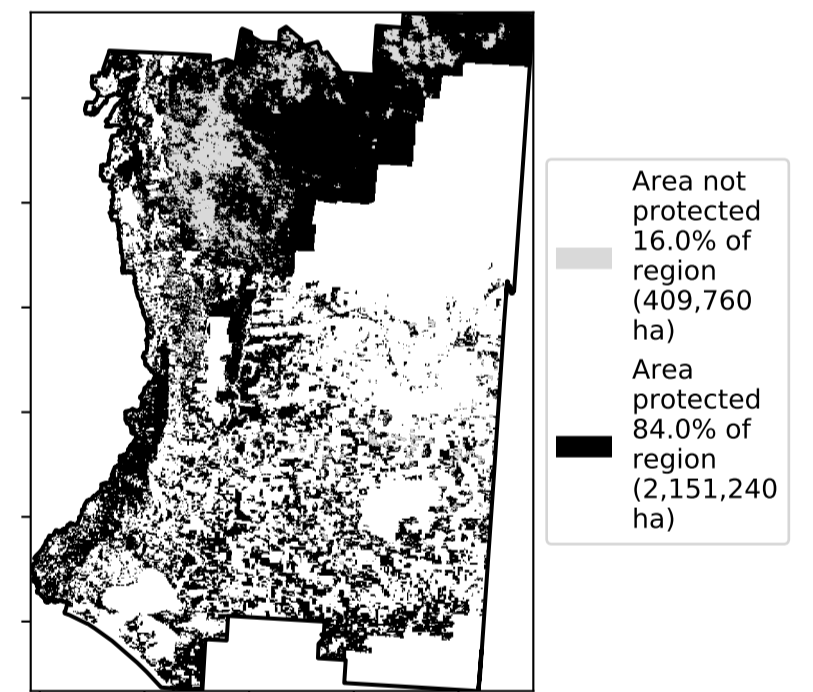 Area not
protected
16.0% of
region
(409,760
ha)
Area
protected
84.0% of
region
(2,151,240
ha)